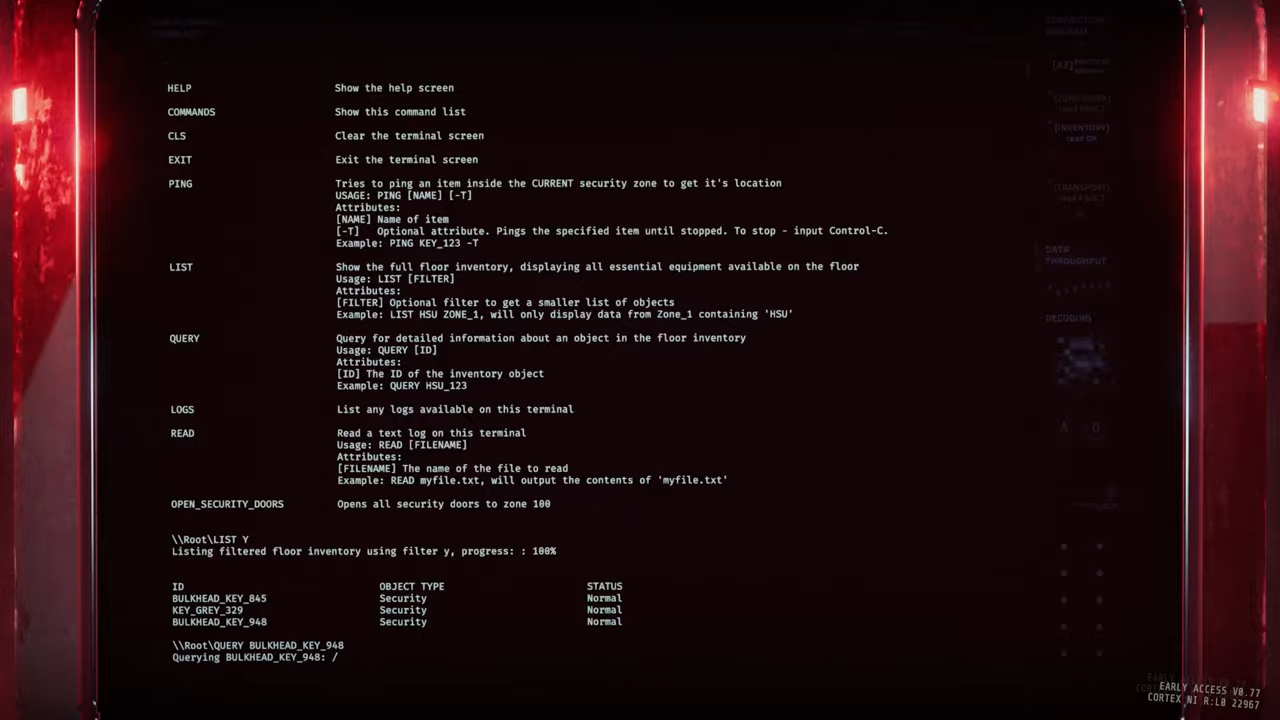 HELP Show the help screen
COMMANDS Show this command list
CLS Clear the terminal screen
EXIT Exit the terminal screen
PING Tries to ping an item inside the CURRENT security zone to get it's location
USAGE: PING [NAME] [-T]
Attributes:
[NAME] Name of item
[-T] Optional attribute. Pings the specified item until stopped. To stop - input Control-C.
Example: PING KEY_123 -T
LIST Show the full floor inventory, displaying all essential equipment available on the floor
Usage: LIST [FILTER]
Attributes:
[FILTER] Optional filter to get a smaller list of objects
Example: LIST HSU ZONE_1, will only display data from Zone_1 containing 'HSU'
QUERY Query for detailed information about an object in the floor inventory
Usage: QUERY [ID]
Attributes:
[ID] The ID of the inventory object
Example: QUERY HSU_123
LOGS List any logs available on this terminal
READ Read a text log on this terminal
Usage: READ [FILENAME]
Attributes:
[FILENAME] The name of the file to read
Example: READ myfile.txt, will output the contents of 'myfile.txt'
OPEN_SECURITY_DOORS Opens all security doors to zone 100
\\Root\LIST Y
Listing filtered floor inventory using filter y, progress: : 100%
ID OBJECT TYPE STATUS
BULKHEAD_KEY_845 Security Normal
KEY_GREY_329 Security Normal
BULKHEAD_KEY_948 Security Normal
\\Root\QUERY BULKHEAD_KEY_948
Querying BULKHEAD_KEY_948: /
[INVENTORY]
read OK
[TRANSPORT]
read FAULT
DATA
THROUGHPUT
DECODING
EARLY ACCESS V0.77
CORTEX NI R:L0 22967